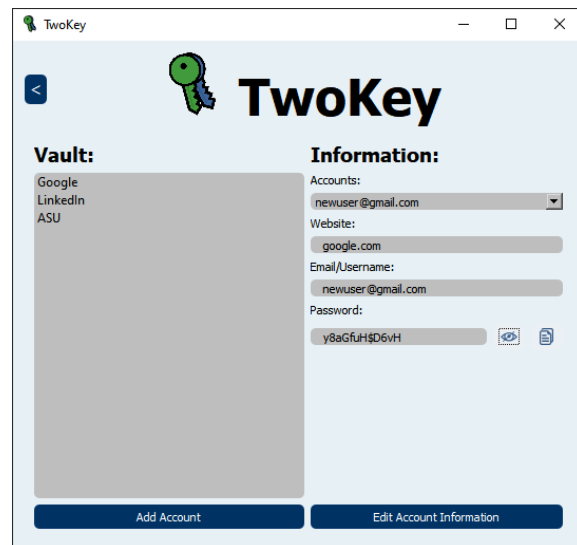 TwoKey
<
TwoKey
Vault:
Google
LinkedIn
ASU
Information:
Accounts:
newuser@gmail.com
Website:
google.com
Email/Username:
newuser@gmail.com
Password:
y8aGfuH$D6vH
Add Account
Edit Account Information